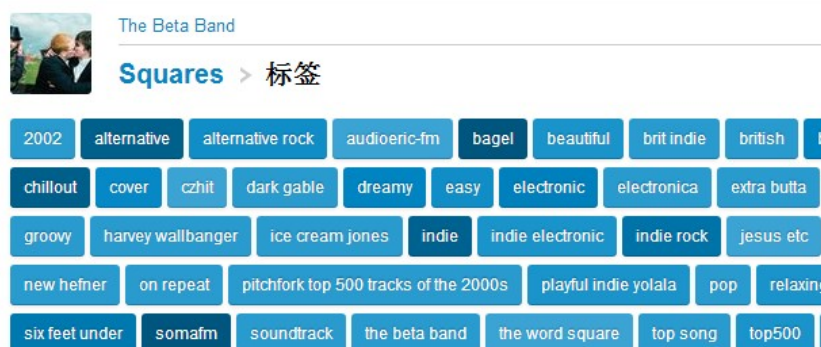 The Beta Band
Squares > 标签
2002 alternative alternative rock audioeric-fm bagel beautiful brit indie british
chillout cover czhit dark gable dreamy easy electronic electronica extra butta
groovy harvey wallbanger ice cream jones indie indie electronic indie rock jesus etc
new hefner on repeat pitchfork top 500 tracks of the 2000s playful indie yolala pop relaxing
six feet under somafm soundtrack the beta band the word square top song top500